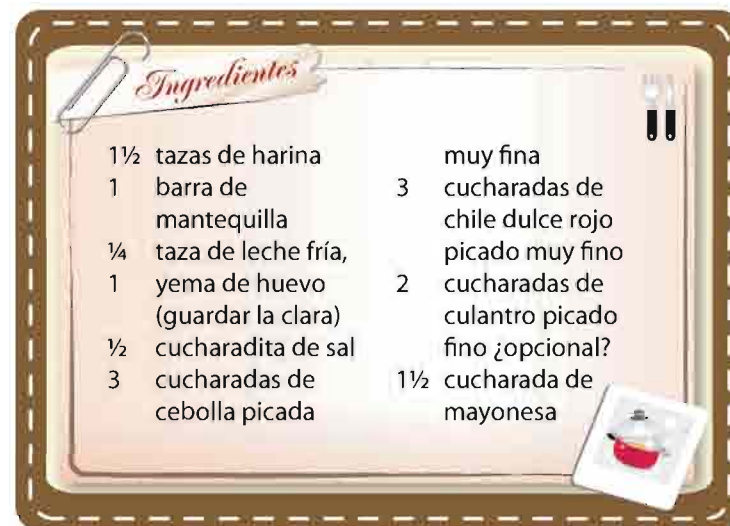 Ingredientes
1½ tazas de harina
1 barra de
mantequilla
¼ taza de leche fría,
1 yema de huevo
(guardar la clara)
½ cucharadita de sal
3 cucharadas de
cebolla picada
muy fina
3 cucharadas de
chile dulce rojo
picado muy fino
2 cucharadas de
culantro picado
fino ¿opcional?
1½ cucharada de
mayonesa